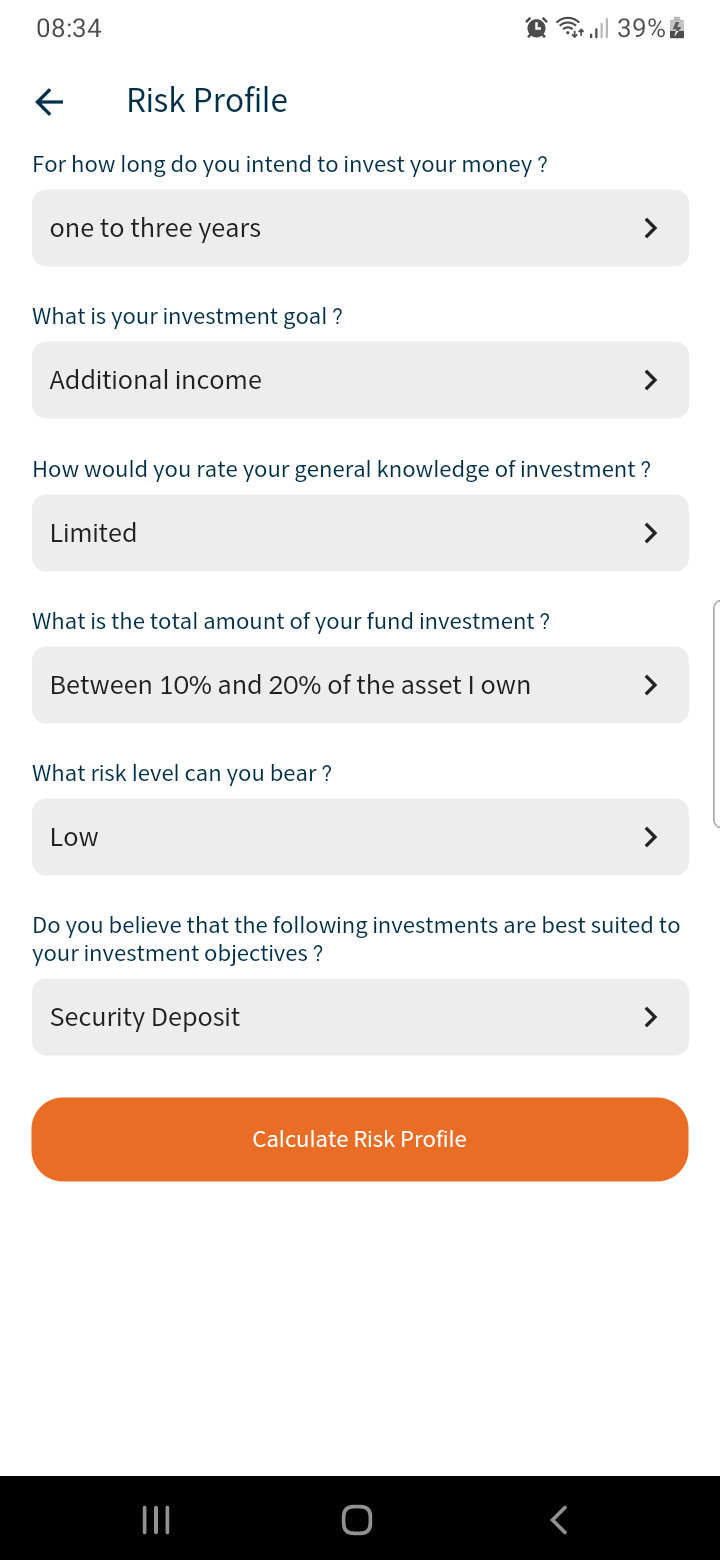 08:34
39%
Risk Profile
For how long do you intend to invest your money ?
one to three years
What is your investment goal ?
Additional income
How would you rate your general knowledge of investment ?
Limited
What is the total amount of your fund investment ?
Between 10% and 20% of the asset I own
What risk level can you bear ?
Low
Do you believe that the following investments are best suited to
your investment objectives ?
Security Deposit
Calculate Risk Profile